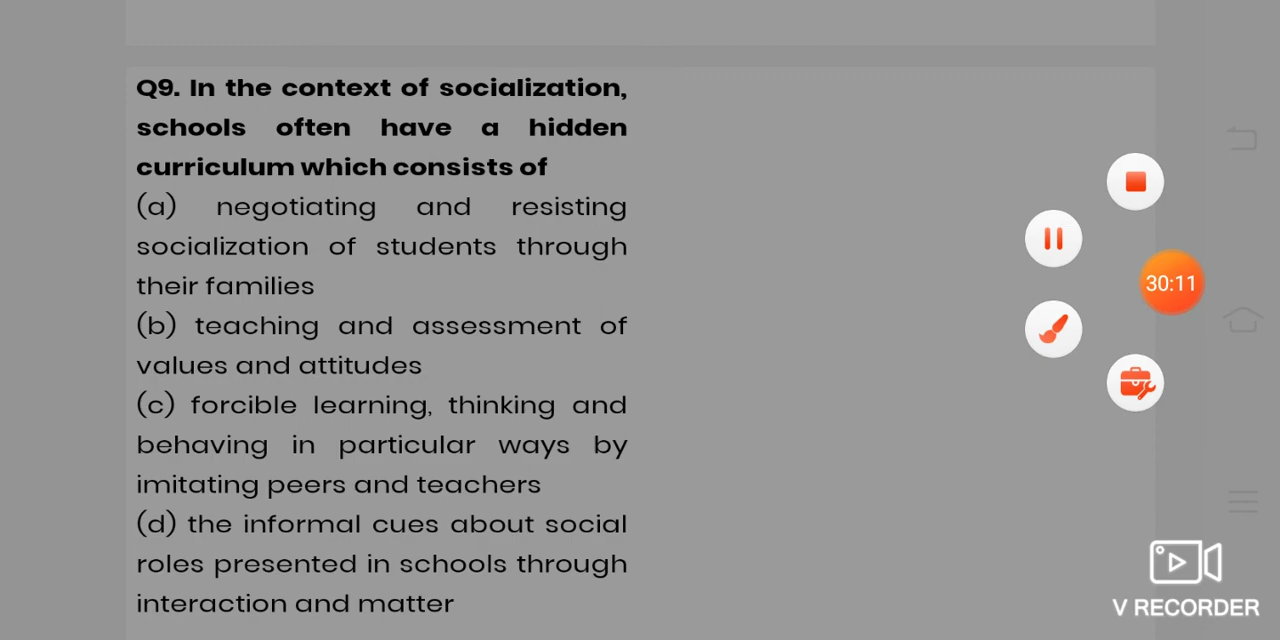 Q9. In the context of socialization,
schools often have a hidden
curriculum which consists of
(a) negotiating and resisting
socialization of students through
their families
(b) teaching and assessment of
values and attitudes
(c) forcible learning, thinking and
behaving in particular ways by
imitating peers and teachers
(d) the informal cues about social
roles presented in schools through
interaction and matter
30:11
V RECORDER